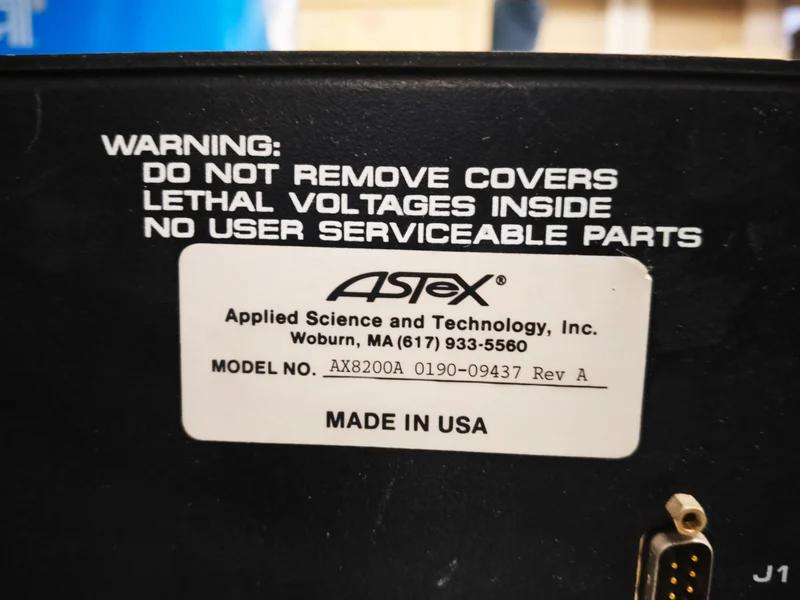 WARNING:
DO NOT REMOVE COVERS
LETHAL VOLTAGES INSIDE
NO USER SERVICEABLE PARTS
ASTeX®
Applied Science and Technology, Inc.
Woburn, MA (617) 933-5560
MODEL NO. AX8200A 0190-09437 Rev A
MADE IN USA
J1